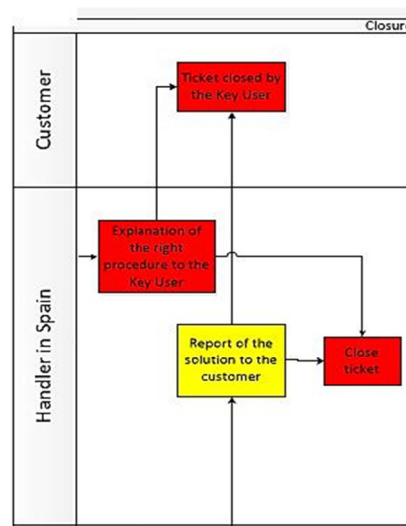 Closure
Customer
Ticket closed by
the Key User
Handler in Spain
Explanation of
the right
procedure to the
Key User
Report of the
solution to the
customer
Close
ticket